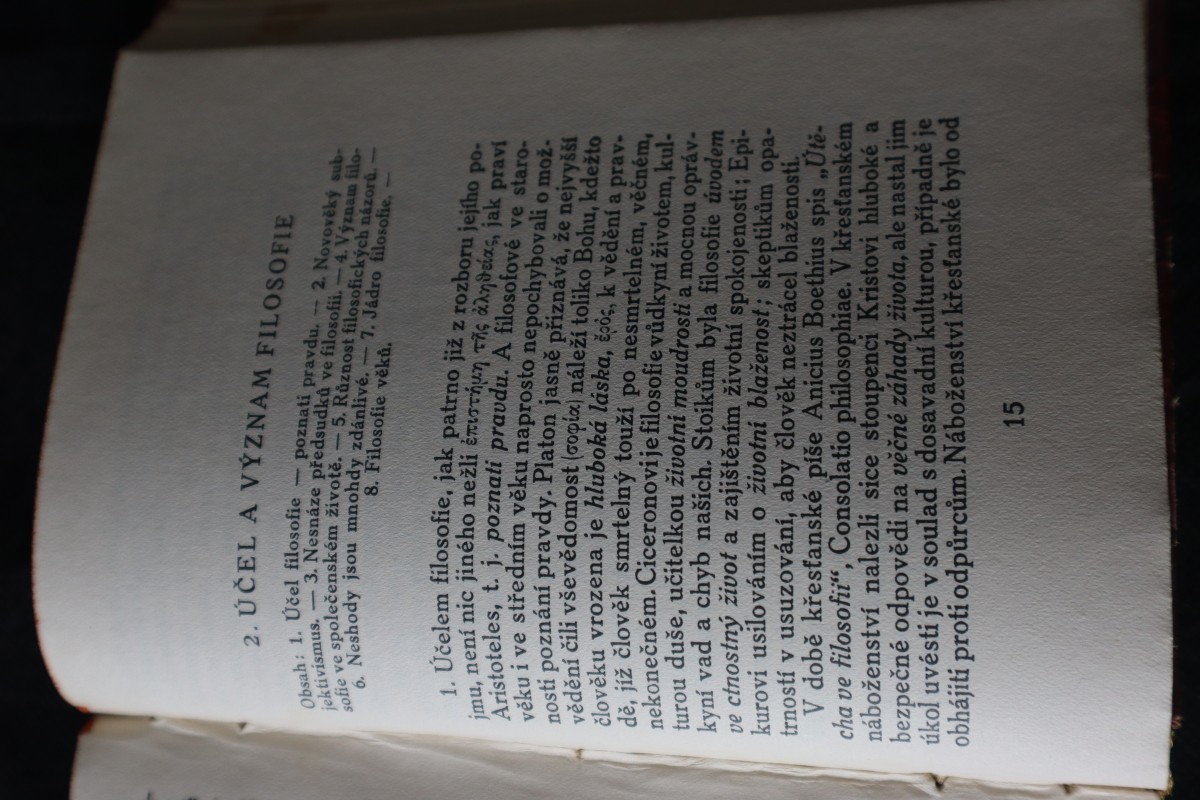 2. ÚČEL A VÝZNAM FILOSOFIE
Obsah: 1. Účel filosofie — poznati pravdu. — 2. Novověký sub-
jektivismus. — 3. Nesnáze předsudků ve filosofii. — 4. Význam filo-
sofie ve společenském životě. — 5. Různost filosofických názorů. —
6. Neshody jsou mnohdy zdánlivé. — 7. Jádro filosofie. —
8. Filosofie věků.
1. Účelem filosofie, jak patrno již z rozboru jejího po-
jmu, není nic jiného nežli ἐπιστήμη τῆς ἀληθείας, jak praví
Aristoteles, t. j. poznati pravdu. A filosofové ve staro-
věku i ve středním věku naprosto nepochybovali o mož-
nosti poznání pravdy. Platon jasně přiznává, že nejvyšší
vědění čili vševědomost (σοφία) náleží toliko Bohu, kdežto
člověku vrozena je hluboká láska, ἐρός, k vědění a prav-
dě, jíž člověk smrtelný touží po nesmrtelném, věčném,
nekonečném. Ciceronovi je filosofie vůdkyní životem, kul-
turou duše, učitelkou životní moudrosti a mocnou opráv-
kyní vad a chyb našich. Stoikům byla filosofie úvodem
ve ctnostný život a zajištěním životní spokojenosti; Epi-
kurovi usilováním o životní blaženost; skeptikům opa-
trností v usuzování, aby člověk neztrácel blaženosti.
V době křesťanské píše Anicius Boethius spis „Útě-
cha ve filosofii“, Consolatio philosophiae. V křesťanském
náboženství nalezli sice stoupenci Kristovi hluboké a
bezpečné odpovědi na věčné záhady života, ale nastal jim
úkol uvésti je v soulad s dosavadní kulturou, případně je
obhájiti proti odpůrcům. Náboženství křesťanské bylo od
15